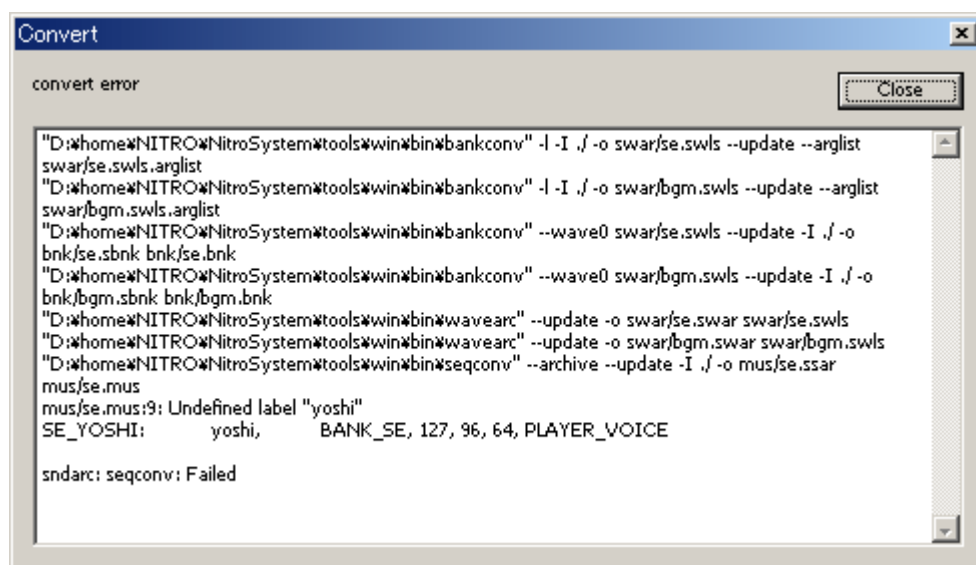 Convert
convert error
Close
"D:¥home¥NITRO¥NitroSystem¥tools¥win¥bin¥bankconv" -l -I ./ -o swar/se.swls --update --arglist
swar/se.swls.arglist
"D:¥home¥NITRO¥NitroSystem¥tools¥win¥bin¥bankconv" -l -I ./ -o swar/bgm.swls --update --arglist
swar/bgm.swls.arglist
"D:¥home¥NITRO¥NitroSystem¥tools¥win¥bin¥bankconv" --wave0 swar/se.swls --update -I ./ -o
bnk/se.sbnk bnk/se.bnk
"D:¥home¥NITRO¥NitroSystem¥tools¥win¥bin¥bankconv" --wave0 swar/bgm.swls --update -I ./ -o
bnk/bgm.sbnk bnk/bgm.bnk
"D:¥home¥NITRO¥NitroSystem¥tools¥win¥bin¥wavearc" --update -o swar/se.swar swar/se.swls
"D:¥home¥NITRO¥NitroSystem¥tools¥win¥bin¥wavearc" --update -o swar/bgm.swar swar/bgm.swls
"D:¥home¥NITRO¥NitroSystem¥tools¥win¥bin¥seqconv" --archive --update -I ./ -o mus/se.ssar
mus/se.mus
mus/se.mus:9: Undefined label "yoshi"
SE_YOSHI: yoshi, BANK_SE, 127, 96, 64, PLAYER_VOICE
sndarc: seqconv: Failed